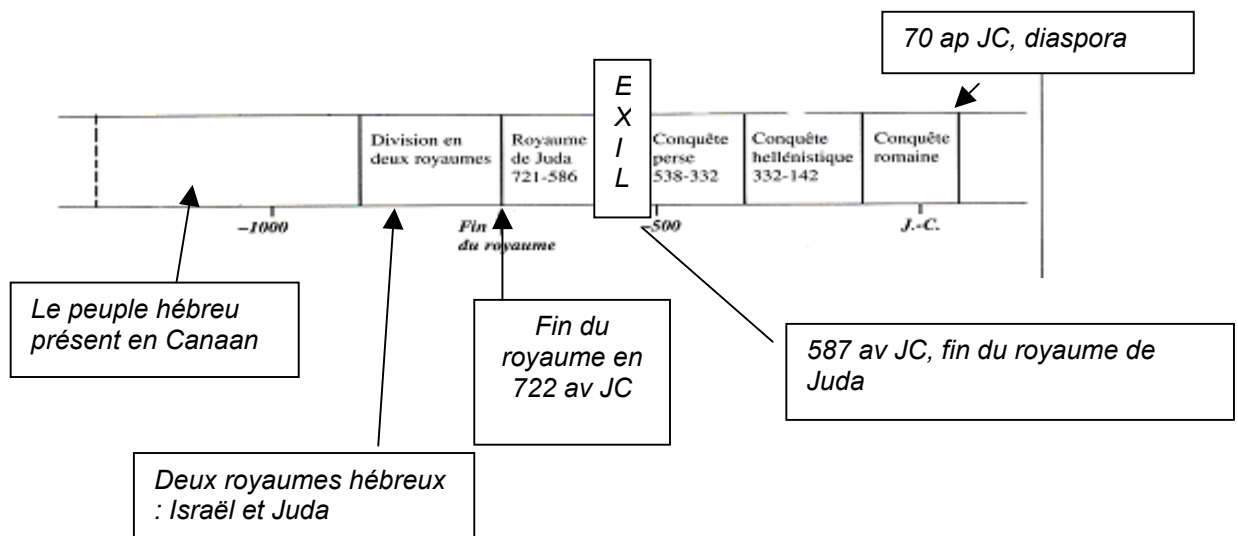 70 ap JC, diaspora
E
X
I
L
Division en
deux royaumes
Royaume
de Juda
721-586
Conquête
perse
538-332
Conquête
hellénistique
332-142
Conquête
romaine
–1000
Fin
du royaume
–500
J.-C.
Le peuple hébreu
présent en Canaan
Fin du
royaume en
722 av JC
587 av JC, fin du royaume de
Juda
Deux royaumes hébreux
: Israël et Juda